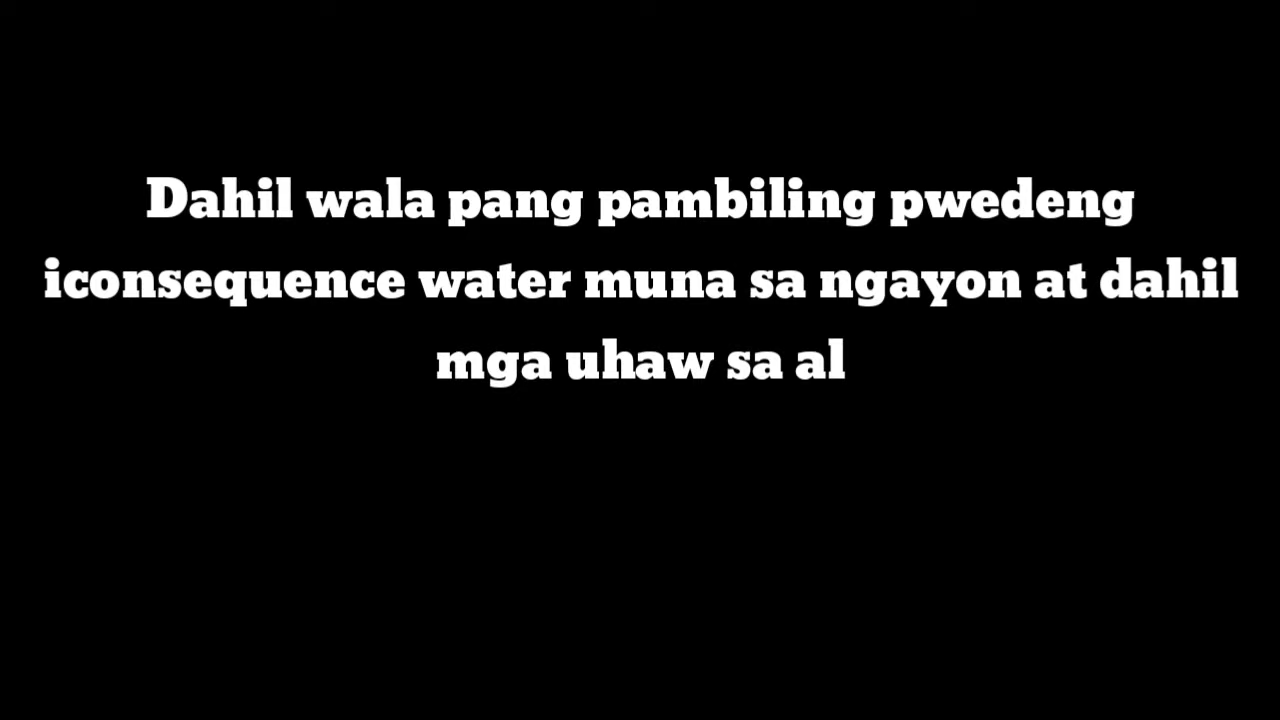 Dahil wala pang pambiling pwedeng
iconsequence water muna sa ngayon at dahil
mga uhaw sa al